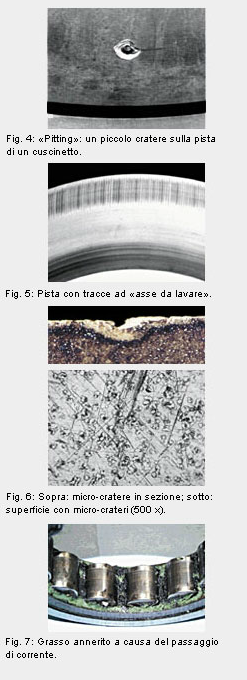 Fig. 4: «Pitting»: un piccolo cratere sulla pista
di un cuscinetto.
Fig. 5: Pista con tracce ad «asse da lavare».
Fig. 6: Sopra: micro-cratere in sezione; sotto:
superficie con micro-crateri (500 x).
Fig. 7: Grasso annerito a causa del passaggio
di corrente.